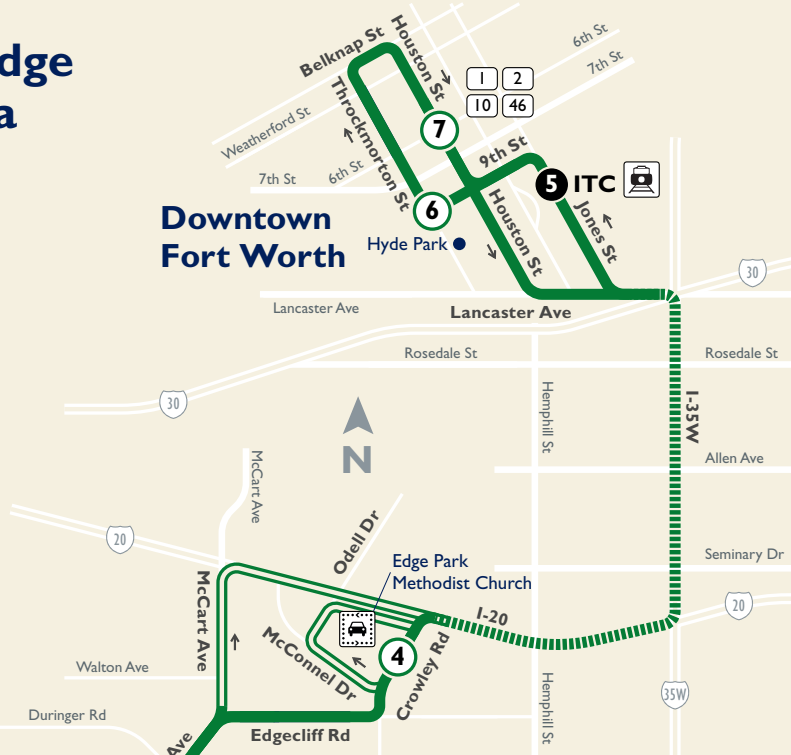 dge
a
Belknap St
Houston St
6th St
7th St
1
2
10
46
Weatherford St
Throckmorton St
7
9th St
7th St
6th St
5
ITC
6
Downtown
Fort Worth
Hyde Park
Houston St
Jones St
30
Lancaster Ave
Lancaster Ave
Rosedale St
Rosedale St
30
Hemphill St
I-35W
N
McCart Ave
Allen Ave
Odell Dr
20
Edge Park
Methodist Church
Seminary Dr
McCart Ave
I-20
20
McConnel Dr
4
Crowley Rd
Walton Ave
Hemphill St
35W
Duringer Rd
Edgecliff Rd
Ave